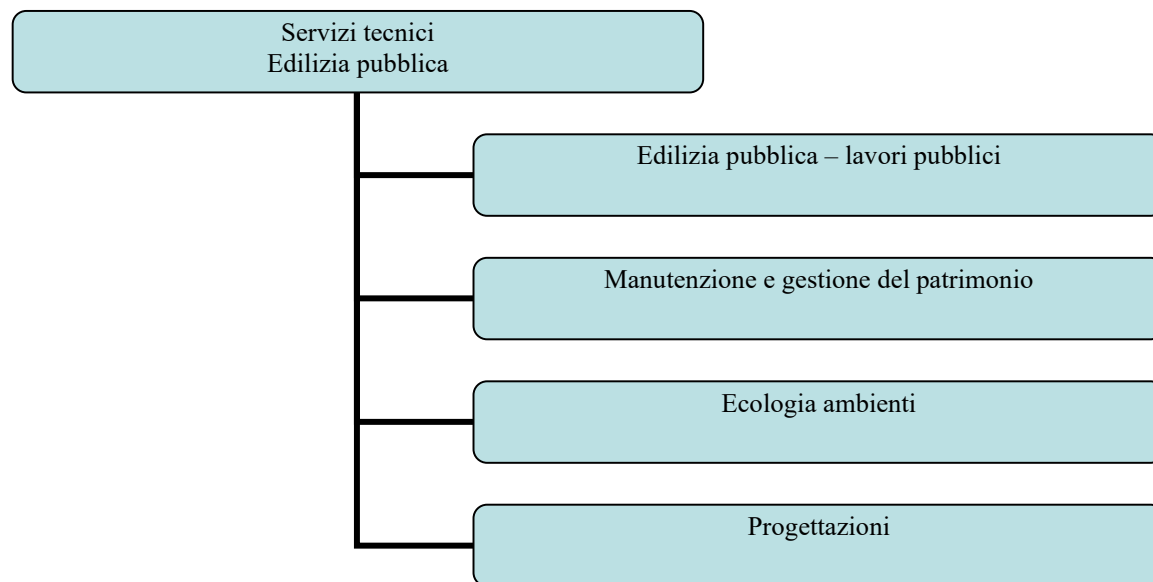 Servizi tecnici
Edilizia pubblica
Edilizia pubblica – lavori pubblici
Manutenzione e gestione del patrimonio
Ecologia ambienti
Progettazioni